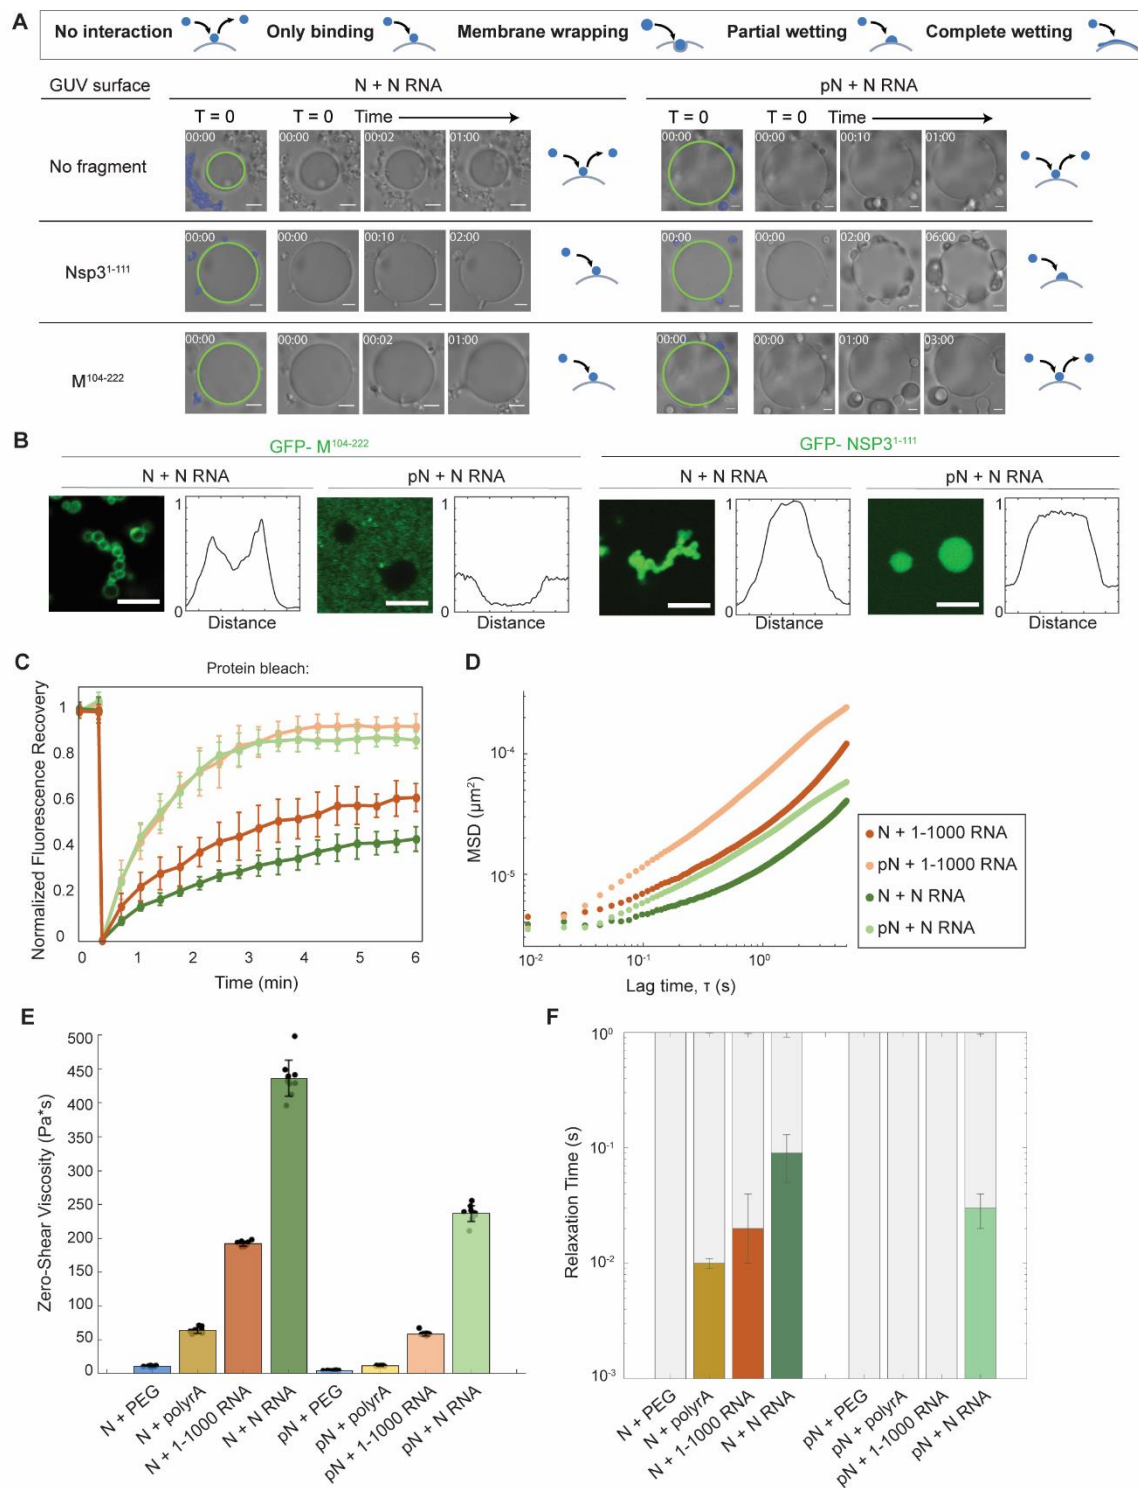 A
No interaction Only binding Membrane wrapping Partial wetting Complete wetting
GUV surface N + N RNA pN + N RNA
T = 0 T = 0 Time T = 0 T = 0 Time
No fragment 00:00 00:00 00:02 01:00 00:00 00:00 00:10 01:00
Nsp3¹⁻¹¹¹ 00:00 00:00 00:10 02:00 00:00 00:00 02:00 06:00
M¹⁰⁴⁻²²² 00:00 00:00 00:02 01:00 00:00 00:00 01:00 03:00
B
GFP- M¹⁰⁴⁻²²² GFP- NSP3¹⁻¹¹¹
N + N RNA pN + N RNA N + N RNA pN + N RNA
1 1 1 1
0 0 0 0
Distance Distance Distance Distance
C
Protein bleach:
Normalized Fluorescence Recovery
1
0.8
0.6
0.4
0.2
0
0 1 2 3 4 5 6
Time (min)
D
MSD (µm²)
10⁻⁴
10⁻⁵
10⁻² 10⁻¹ 10⁰
Lag time, τ (s)
N + 1-1000 RNA
pN + 1-1000 RNA
N + N RNA
pN + N RNA
E
Zero-Shear Viscosity (Pa*s)
500
450
400
350
300
250
200
150
100
50
0
N + PEG
N + polyrA
N + 1-1000 RNA
N + N RNA
pN + PEG
pN + polyrA
pN + 1-1000 RNA
pN + N RNA
F
Relaxation Time (s)
10⁰
10⁻¹
10⁻²
10⁻³
N + PEG
N + polyrA
N + 1-1000 RNA
N + N RNA
pN + PEG
pN + polyrA
pN + 1-1000 RNA
pN + N RNA